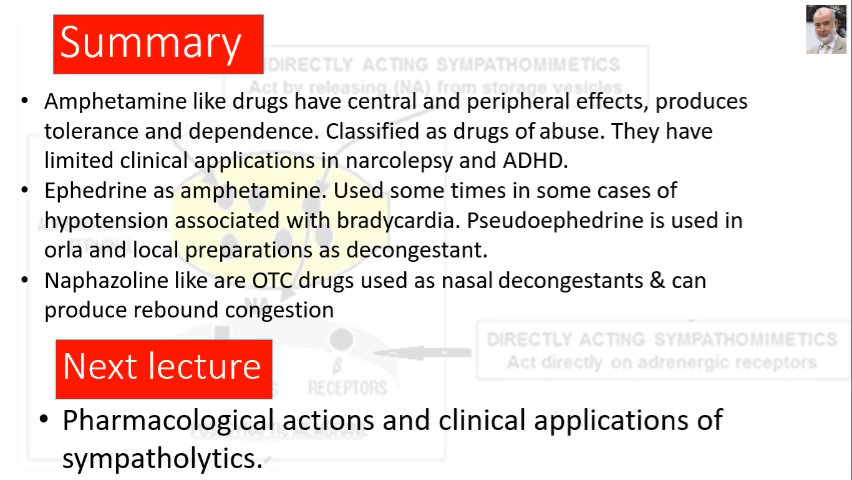 Summary
INDIRECTLY ACTING SYMPATHOMIMETICS
Act by releasing (NA) from storage vesicles
• Amphetamine like drugs have central and peripheral effects, produces
tolerance and dependence. Classified as drugs of abuse. They have
limited clinical applications in narcolepsy and ADHD.
• Ephedrine as amphetamine. Used some times in some cases of
hypotension associated with bradycardia. Pseudoephedrine is used in
orla and local preparations as decongestant.
• Naphazoline like are OTC drugs used as nasal decongestants & can
produce rebound congestion
NA
DIRECTLY ACTING SYMPATHOMIMETICS
Act directly on adrenergic receptors
β
RECEPTORS
Next lecture
• Pharmacological actions and clinical applications of
sympatholytics.